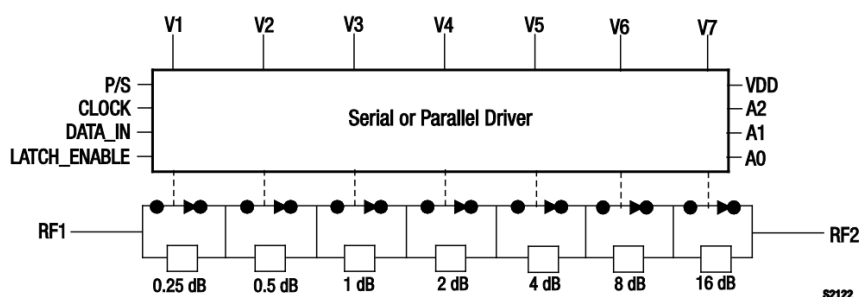 V1 V2 V3 V4 V5 V6 V7
P/S
CLOCK
DATA_IN
LATCH_ENABLE
Serial or Parallel Driver
VDD
A2
A1
A0
RF1
RF2
0.25 dB 0.5 dB 1 dB 2 dB 4 dB 8 dB 16 dB
S2122